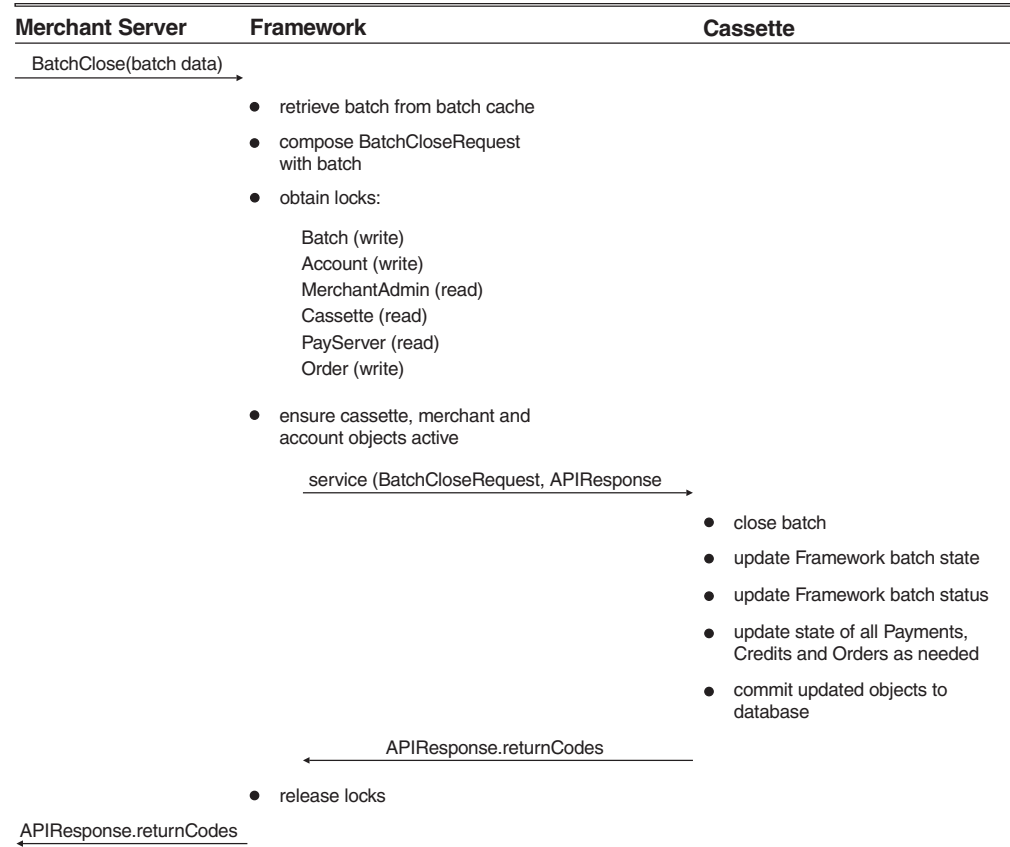 Merchant Server Framework Cassette
BatchClose(batch data)
● retrieve batch from batch cache
● compose BatchCloseRequest
with batch
● obtain locks:
Batch (write)
Account (write)
MerchantAdmin (read)
Cassette (read)
PayServer (read)
Order (write)
● ensure cassette, merchant and
account objects active
service (BatchCloseRequest, APIResponse
● close batch
● update Framework batch state
● update Framework batch status
● update state of all Payments,
Credits and Orders as needed
● commit updated objects to
database
APIResponse.returnCodes
● release locks
APIResponse.returnCodes